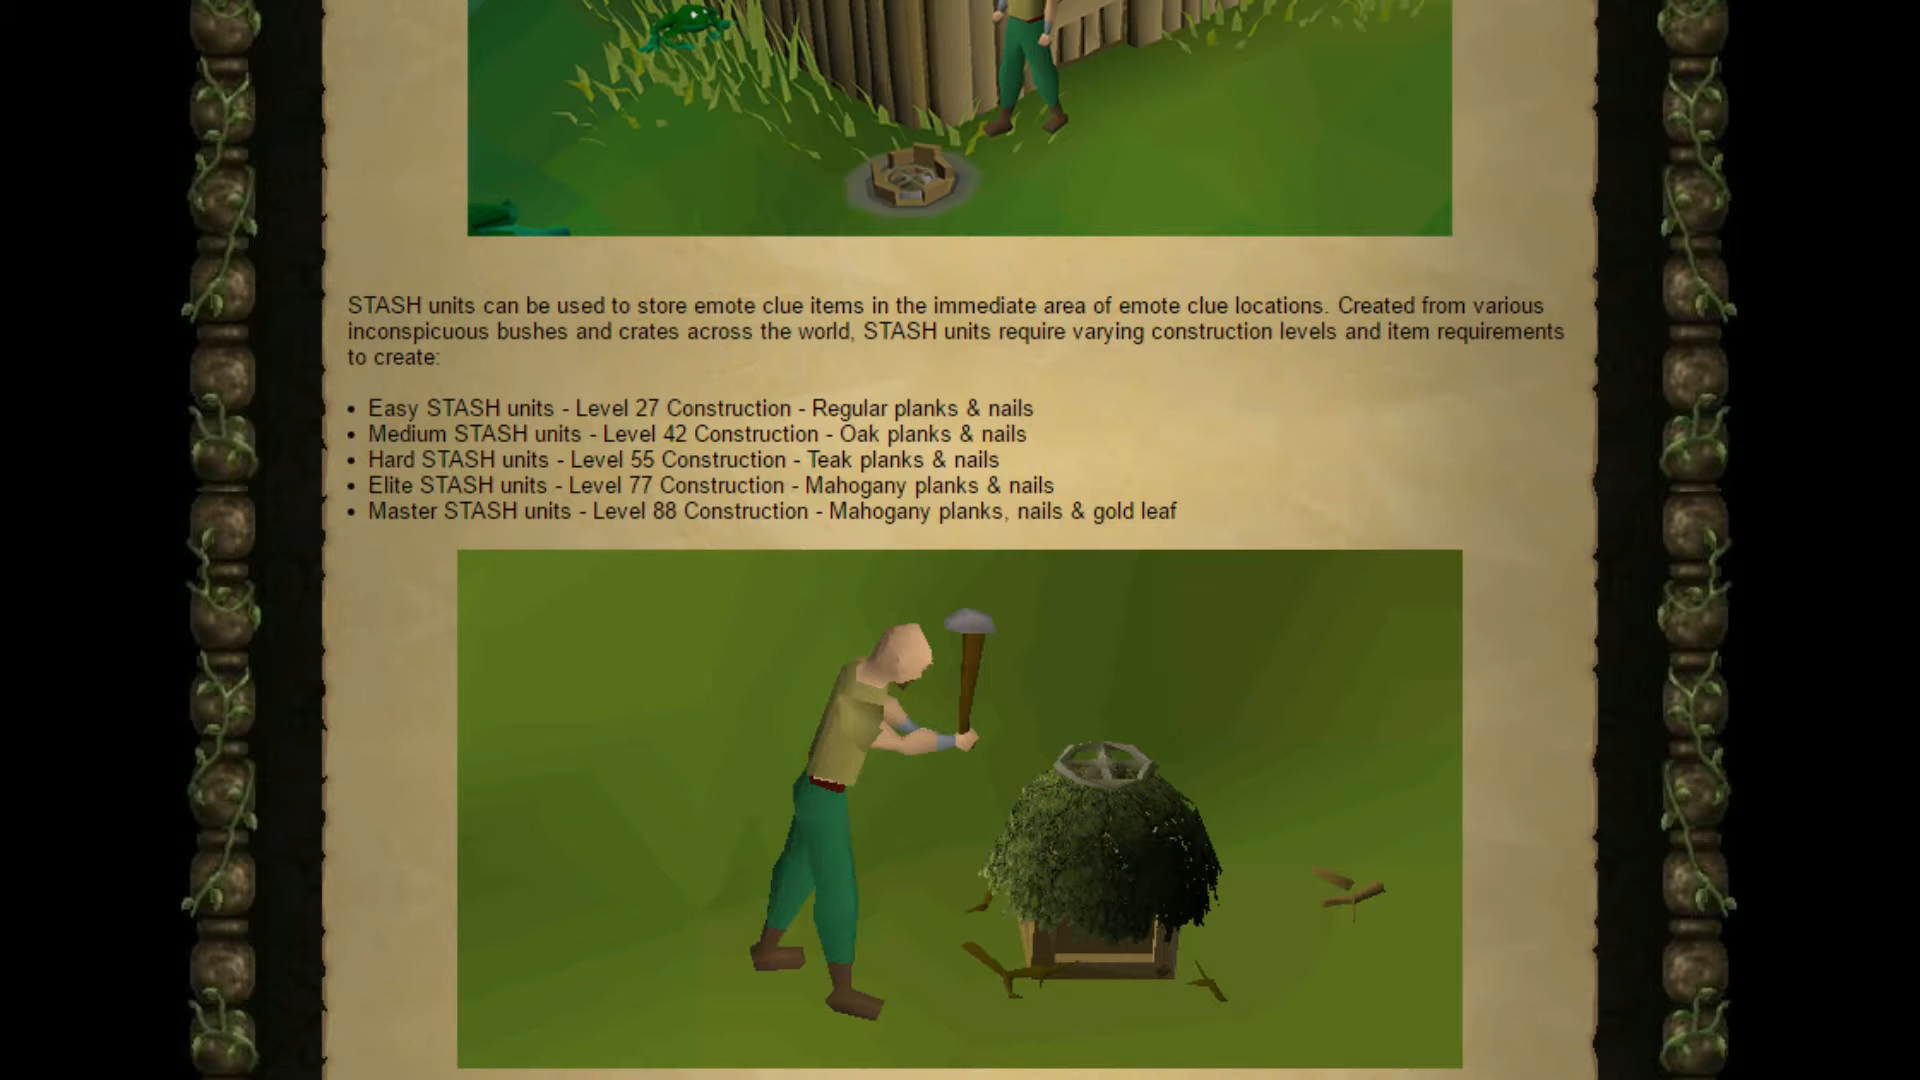 STASH units can be used to store emote clue items in the immediate area of emote clue locations. Created from various
inconspicuous bushes and crates across the world, STASH units require varying construction levels and item requirements
to create:
• Easy STASH units - Level 27 Construction - Regular planks & nails
• Medium STASH units - Level 42 Construction - Oak planks & nails
• Hard STASH units - Level 55 Construction - Teak planks & nails
• Elite STASH units - Level 77 Construction - Mahogany planks & nails
• Master STASH units - Level 88 Construction - Mahogany planks, nails & gold leaf